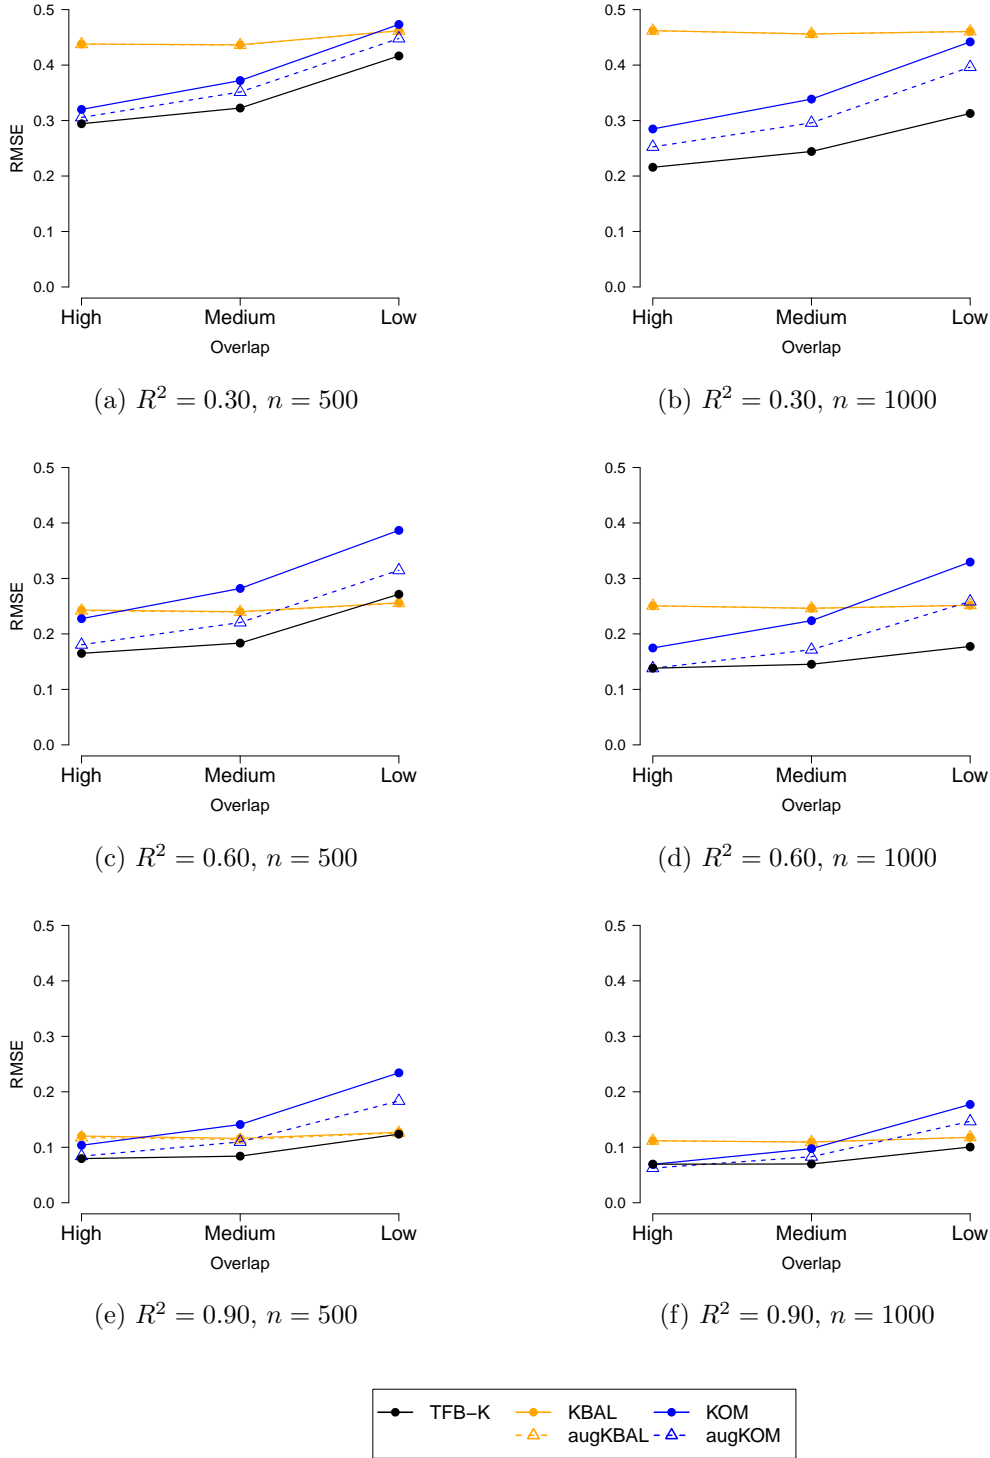 0.5
0.4
0.3
0.2
0.1
0.0
RMSE
High Medium Low
Overlap
(a) R² = 0.30, n = 500
0.5
0.4
0.3
0.2
0.1
0.0
High Medium Low
Overlap
(b) R² = 0.30, n = 1000
0.5
0.4
0.3
0.2
0.1
0.0
RMSE
High Medium Low
Overlap
(c) R² = 0.60, n = 500
0.5
0.4
0.3
0.2
0.1
0.0
High Medium Low
Overlap
(d) R² = 0.60, n = 1000
0.5
0.4
0.3
0.2
0.1
0.0
RMSE
High Medium Low
Overlap
(e) R² = 0.90, n = 500
0.5
0.4
0.3
0.2
0.1
0.0
High Medium Low
Overlap
(f) R² = 0.90, n = 1000
TFB−K KBAL KOM
augKBAL augKOM